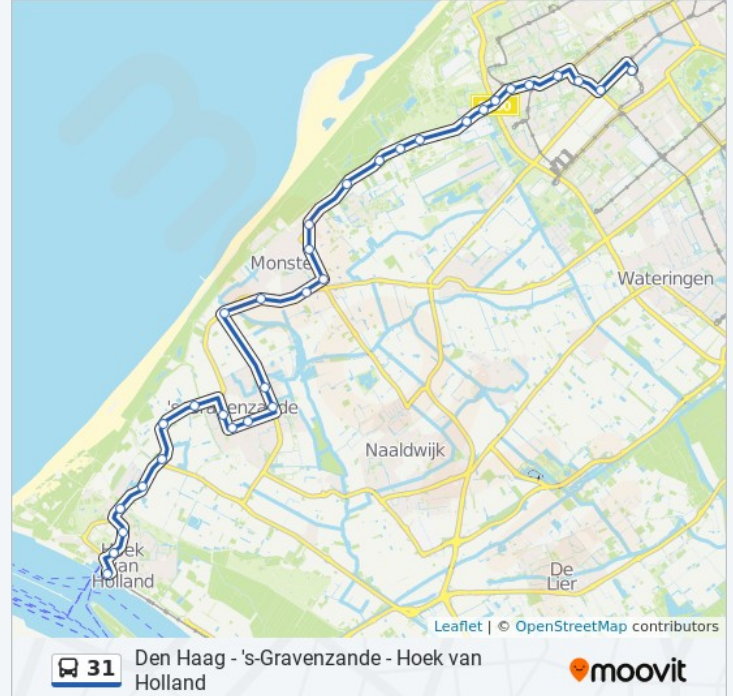 Monste
Wateringen
's-Gravenzande
Naaldwijk
Hoek
van
Holland
De
Lier
Leaflet | © OpenStreetMap contributors
31
Den Haag - 's-Gravenzande - Hoek van
Holland
moovit